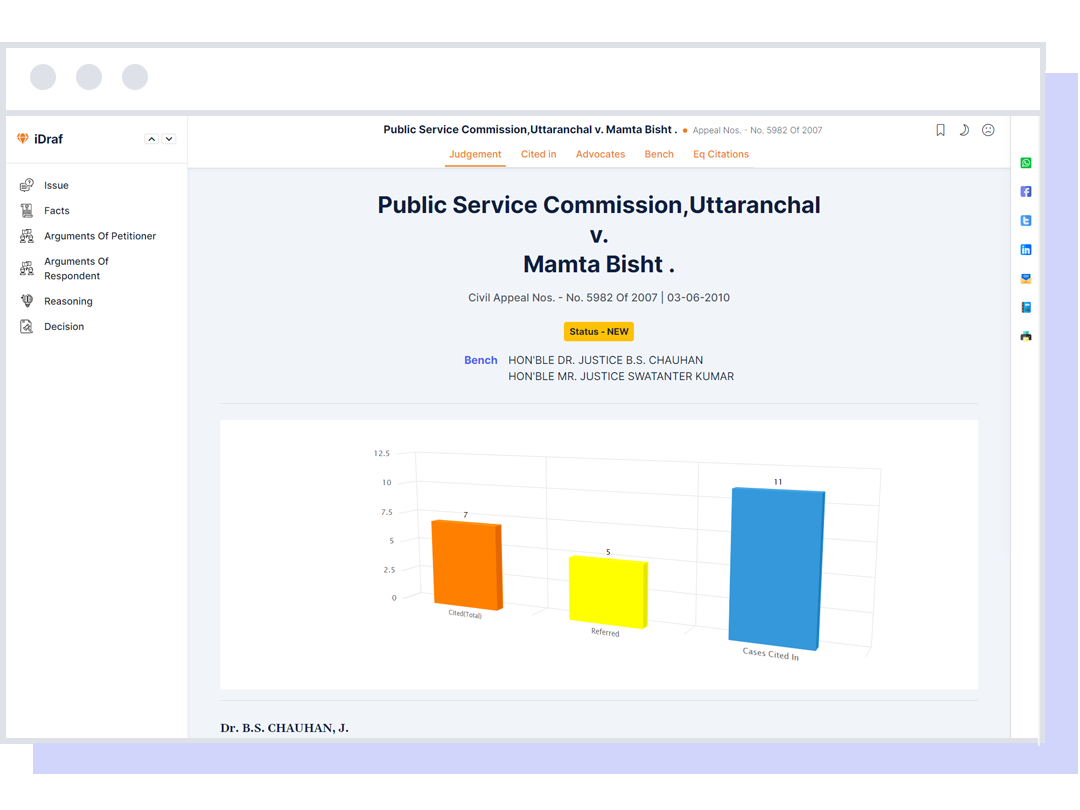 iDraf
Issue
Facts
Arguments Of Petitioner
Arguments Of
Respondent
Reasoning
Decision
Public Service Commission,Uttaranchal v. Mamta Bisht . • Appeal Nos. - No. 5982 Of 2007
Judgement Cited in Advocates Bench Eq Citations
Public Service Commission,Uttaranchal
v.
Mamta Bisht .
Civil Appeal Nos. - No. 5982 Of 2007 | 03-06-2010
Status - NEW
Bench HON'BLE DR. JUSTICE B.S. CHAUHAN
HON'BLE MR. JUSTICE SWATANTER KUMAR
12.5
10
7.5
5
2.5
0
7
5
11
Cited(Total)
Referred
Cases Cited In
Dr. B.S. CHAUHAN, J.